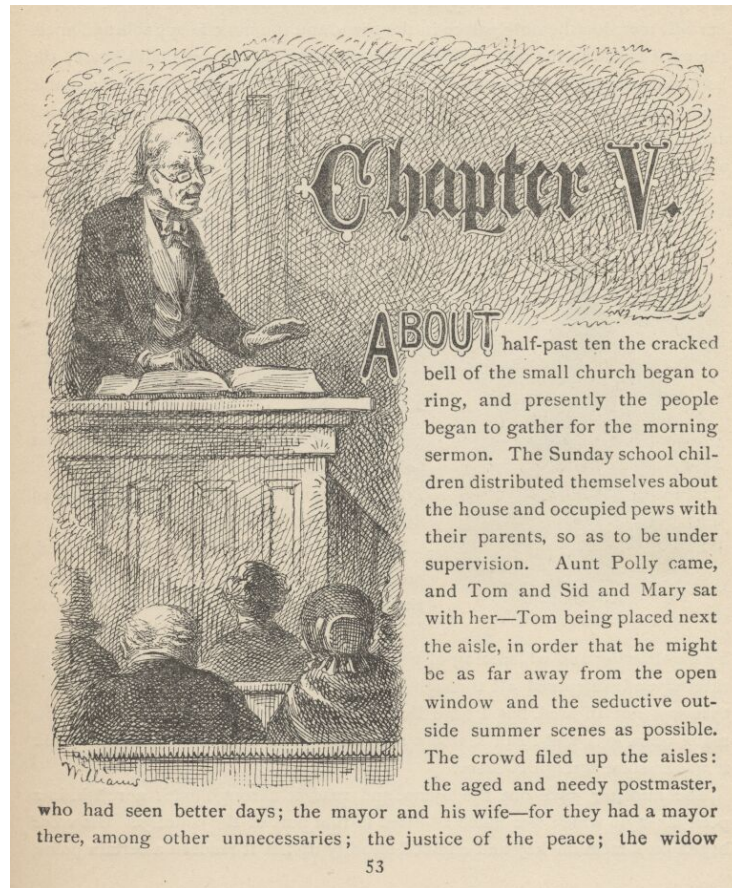 Chapter V.
ABOUT half-past ten the cracked
bell of the small church began to
ring, and presently the people
began to gather for the morning
sermon. The Sunday school chil-
dren distributed themselves about
the house and occupied pews with
their parents, so as to be under
supervision. Aunt Polly came,
and Tom and Sid and Mary sat
with her—Tom being placed next
the aisle, in order that he might
be as far away from the open
window and the seductive out-
side summer scenes as possible.
The crowd filed up the aisles:
the aged and needy postmaster,
who had seen better days; the mayor and his wife—for they had a mayor
there, among other unnecessaries; the justice of the peace; the widow
Williams
53